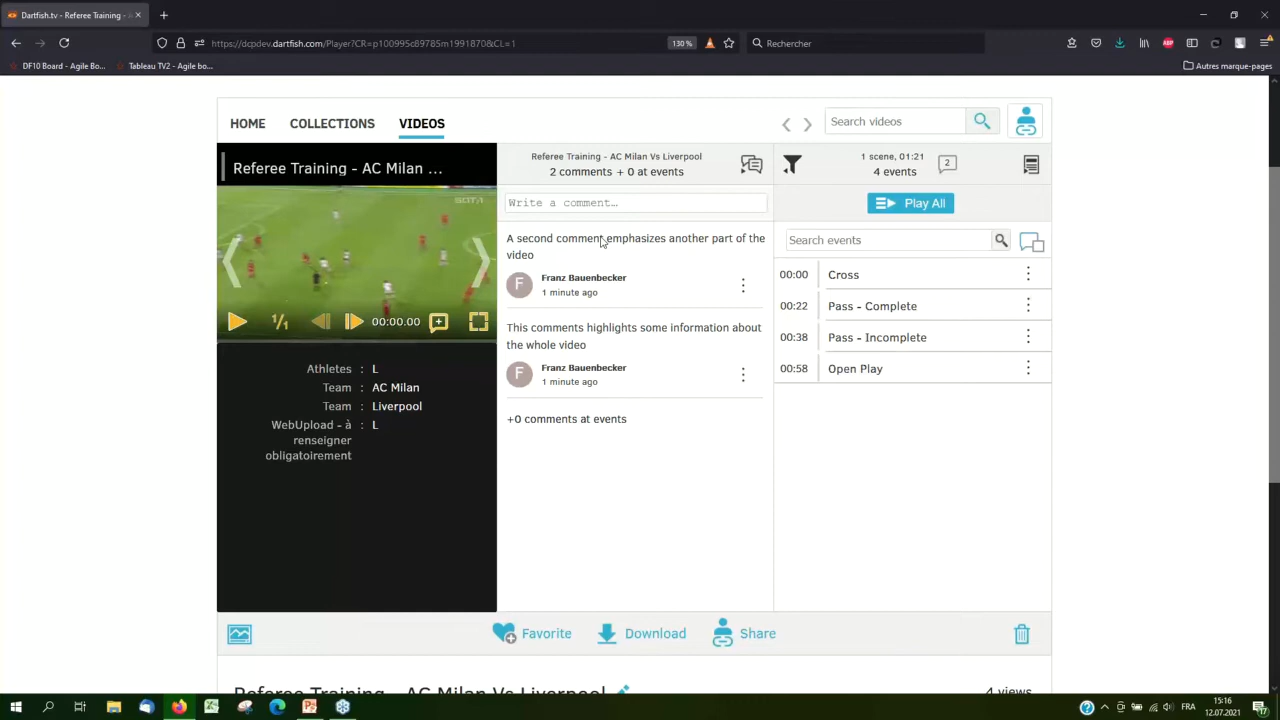 Dartfish.tv - Referee Training -
https://dcpdev.dartfish.com/Player?CR=p100995c89785m1991870&CL=1
130 %
Rechercher
DF10 Board - Agile Bo...
Tableau TV2 - Agile bo...
Autres marque-pages
HOME
COLLECTIONS
VIDEOS
Search videos
Referee Training - AC Milan ...
Referee Training - AC Milan Vs Liverpool
2 comments + 0 at events
1 scene, 01:21
4 events
2
Write a comment...
Play All
A second comment emphasizes another part of the
video
F
Franz Bauenbecker
1 minute ago
This comments highlights some information about
the whole video
F
Franz Bauenbecker
1 minute ago
+0 comments at events
Search events
00:00 Cross
00:22 Pass - Complete
00:38 Pass - Incomplete
00:58 Open Play
1/1
00:00.00
Athletes : L
Team : AC Milan
Team : Liverpool
WebUpload - à : L
renseigner
obligatoirement
Favorite
Download
Share
Referee Training - AC Milan Vs Liverpool
4 views
FRA
15:16
12.07.2021
17